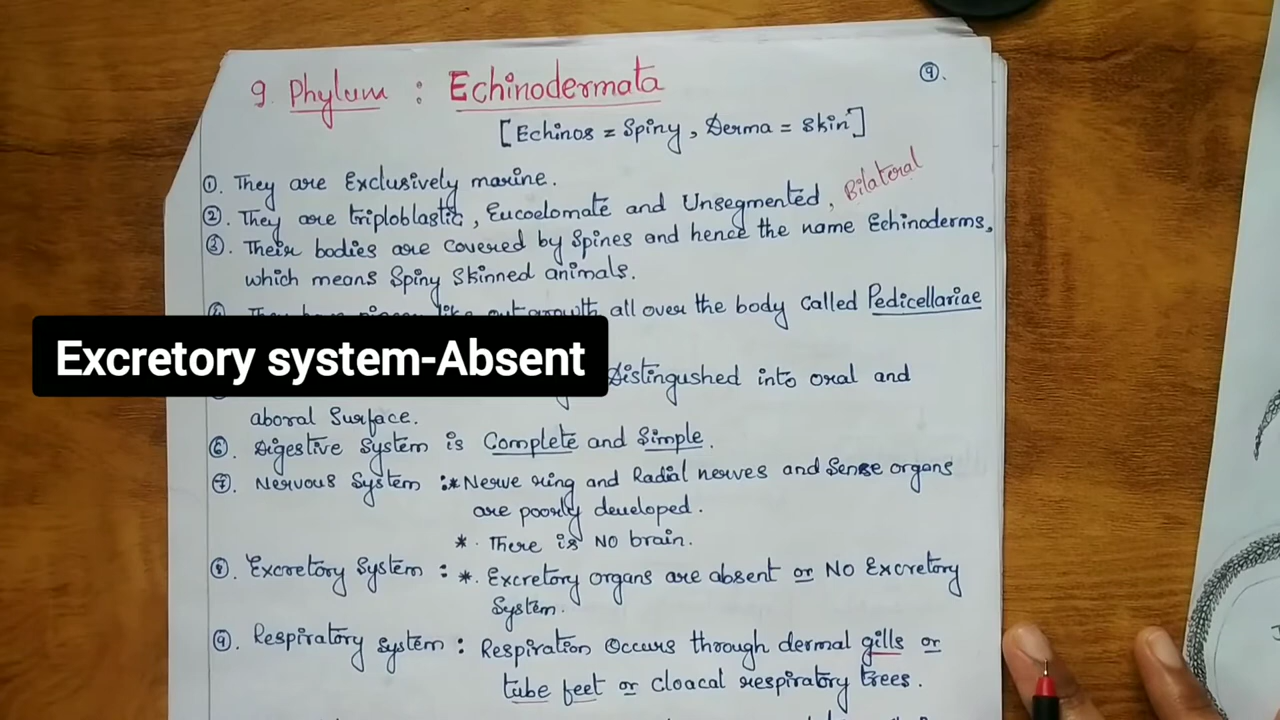 9.
9. Phylum : Echinodermata
[Echinos = Spiny, Derma = Skin]
1. They are Exclusively marine.
2. They are triploblastic, Eucoelomate and Unsegmented, Bilateral
3. Their bodies are covered by Spines and hence the name Echinoderms,
which means Spiny Skinned animals.
all over the body called Pedicellariae
Excretory system-Absent
Distingushed into oral and
aboral Surface.
6. Digestive System is Complete and Simple.
7. Nervous System :* Nerve ring and Radial nerves and Sense organs
are poorly developed.
*. There is NO brain.
8. Excretory System : *. Excretory organs are absent or NO Excretory
System.
9. Respiratory System : Respiration Occurs through dermal gills or
tube feet or Cloacal respiratory trees.